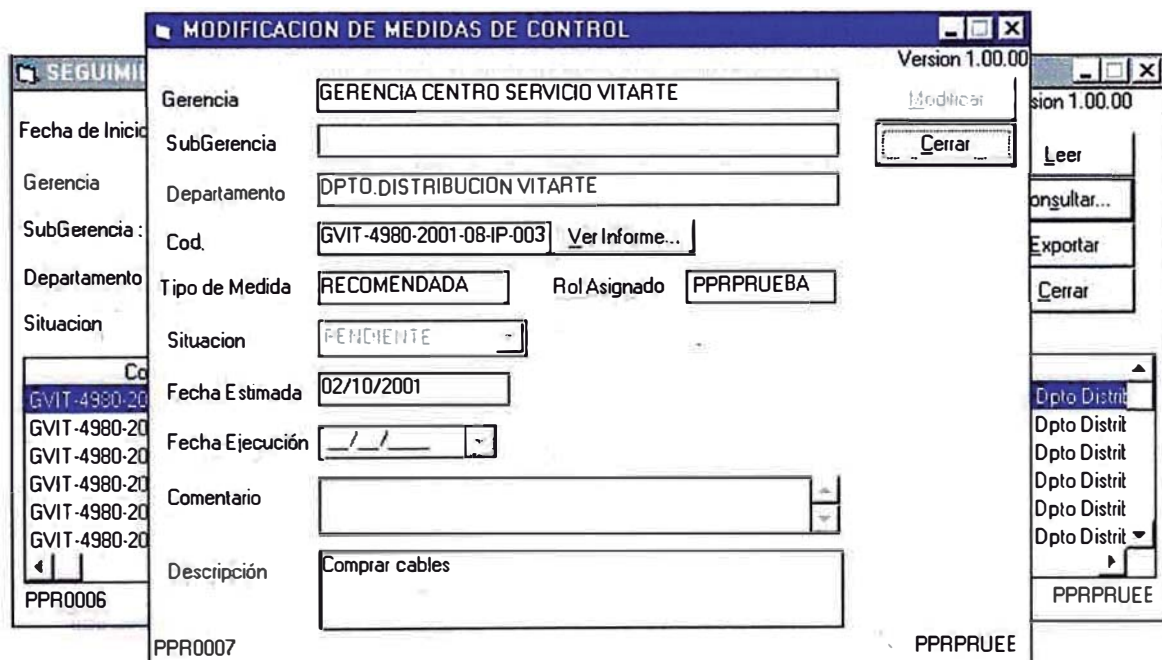 MODIFICACION DE MEDIDAS DE CONTROL
Version 1.00.00
Gerencia GERENCIA CENTRO SERVICIO VITARTE Modificar
SubGerencia Cerrar
Departamento DPTO.DISTRIBUCION VITARTE
Cod. GVIT-4980-2001-08-IP-003 Ver Informe...
Tipo de Medida RECOMENDADA Rol Asignado PPRPRUEBA
Situacion PENDIENTE
Fecha Estimada 02/10/2001
Fecha Ejecución __/__/____
Comentario
Descripción Comprar cables
PPR0007 PPRPRUEE
SEGUIMI
sion 1.00.00
Fecha de Inicio Leer
Gerencia onsultar...
SubGerencia : Exportar
Departamento Cerrar
Situacion
Co
GVIT-4980-20 Dpto Distrit
GVIT-4980-20 Dpto Distrit
GVIT-4980-20 Dpto Distrit
GVIT-4980-20 Dpto Distrit
GVIT-4980-20 Dpto Distrit
GVIT-4980-20 Dpto Distrit
PPR0006 PPRPRUEE